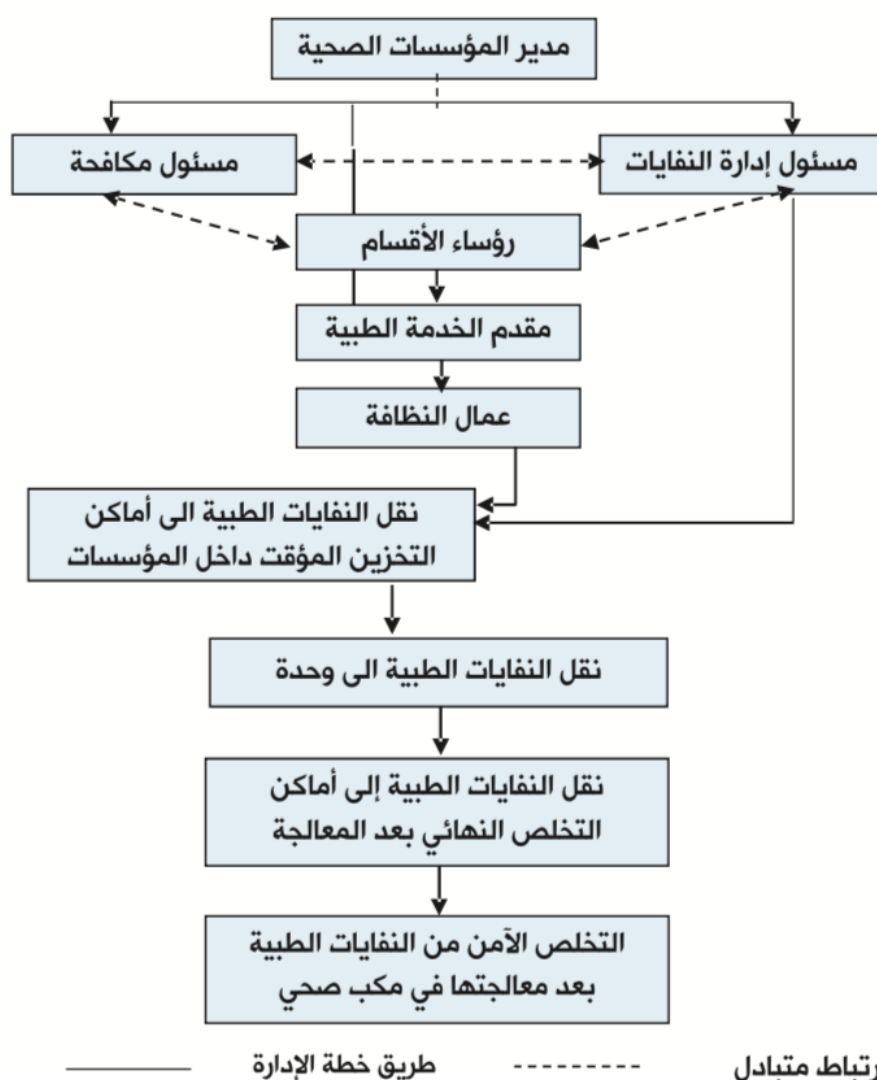 مدير المؤسسات الصحية
مسئول إدارة النفايات
مسئول مكافحة
رؤساء الأقسام
مقدم الخدمة الطبية
عمال النظافة
نقل النفايات الطبية الى أماكن
التخزين المؤقت داخل المؤسسات
نقل النفايات الطبية الى وحدة
نقل النفايات الطبية إلى أماكن
التخلص النهائي بعد المعالجة
التخلص الآمن من النفايات الطبية
بعد معالجتها في مكب صحي
رتباط متبادل
طريق خطة الإدارة